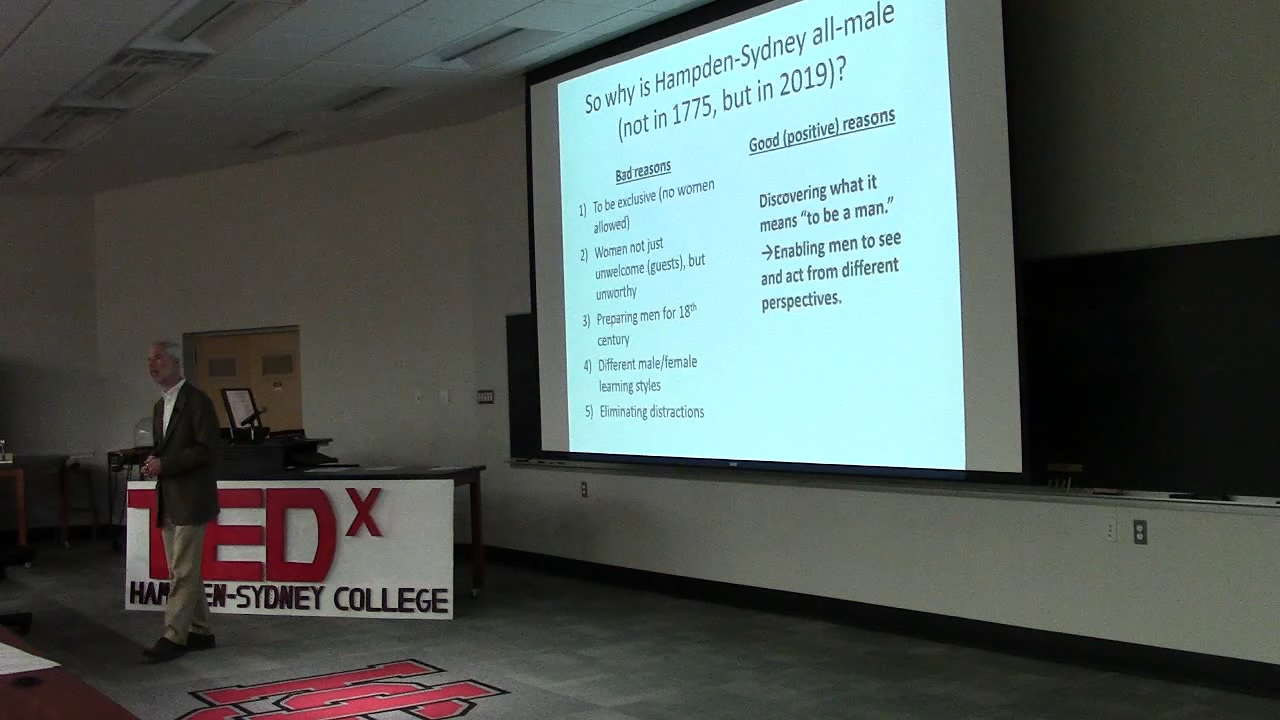 So why is Hampden-Sydney all-male
(not in 1775, but in 2019)?
Bad reasons
1) To be exclusive (no women
allowed)
2) Women not just
unwelcome (guests), but
unworthy
3) Preparing men for 18th
century
4) Different male/female
learning styles
5) Eliminating distractions
Good (positive) reasons
Discovering what it
means “to be a man.”
→Enabling men to see
and act from different
perspectives.
TEDx
HAMPDEN-SYDNEY COLLEGE